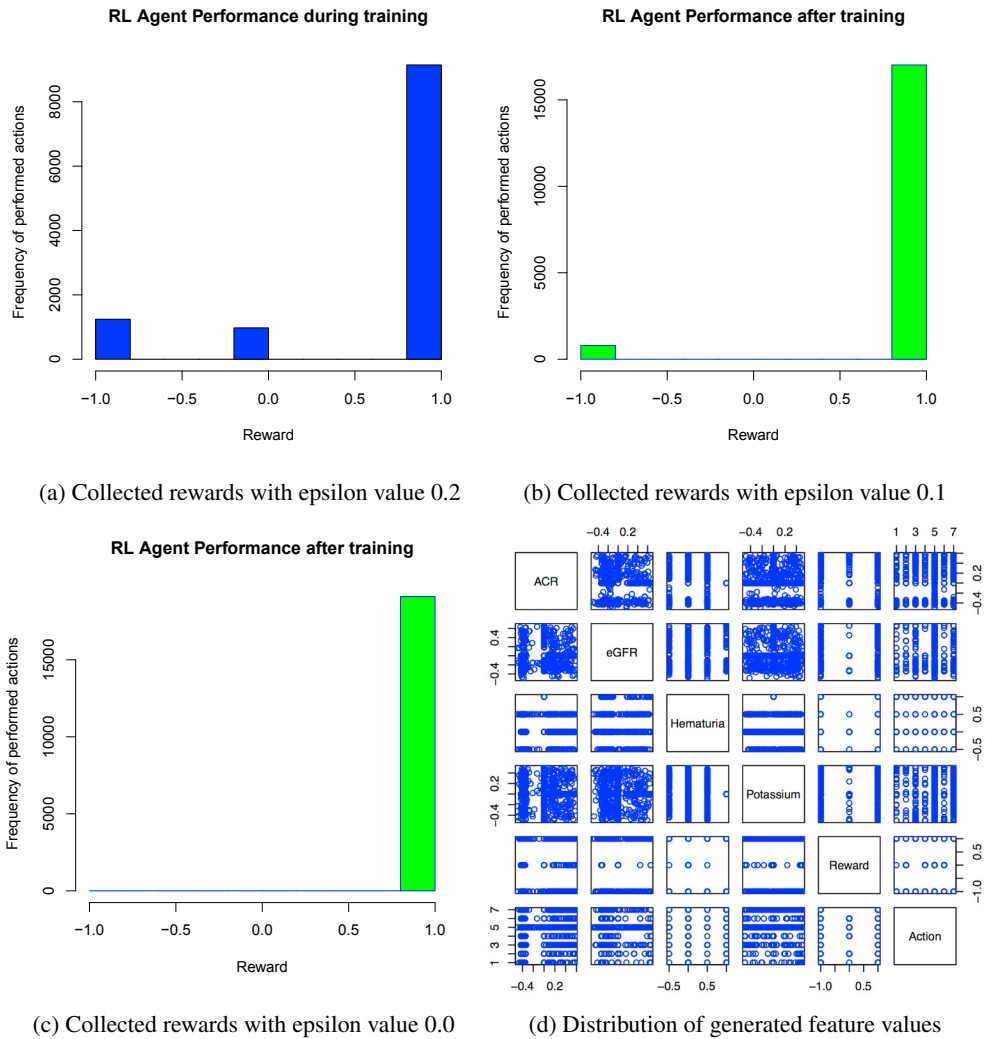 RL Agent Performance during training
Frequency of performed actions
8000
6000
4000
2000
0
−1.0 −0.5 0.0 0.5 1.0
Reward
(a) Collected rewards with epsilon value 0.2
RL Agent Performance after training
Frequency of performed actions
15000
10000
5000
0
−1.0 −0.5 0.0 0.5 1.0
Reward
(b) Collected rewards with epsilon value 0.1
RL Agent Performance after training
Frequency of performed actions
15000
10000
5000
0
−1.0 −0.5 0.0 0.5 1.0
Reward
(c) Collected rewards with epsilon value 0.0
−0.4 0.2 −0.4 0.2 1 3 5 7
ACR
−0.4 0.2
−0.4 0.4
eGFR
Hematuria
−0.5 0.5
−0.4 0.2
Potassium
Reward
−1.0 0.5
1 3 5 7
Action
−0.4 0.2 −0.5 0.5 −1.0 0.5
(d) Distribution of generated feature values